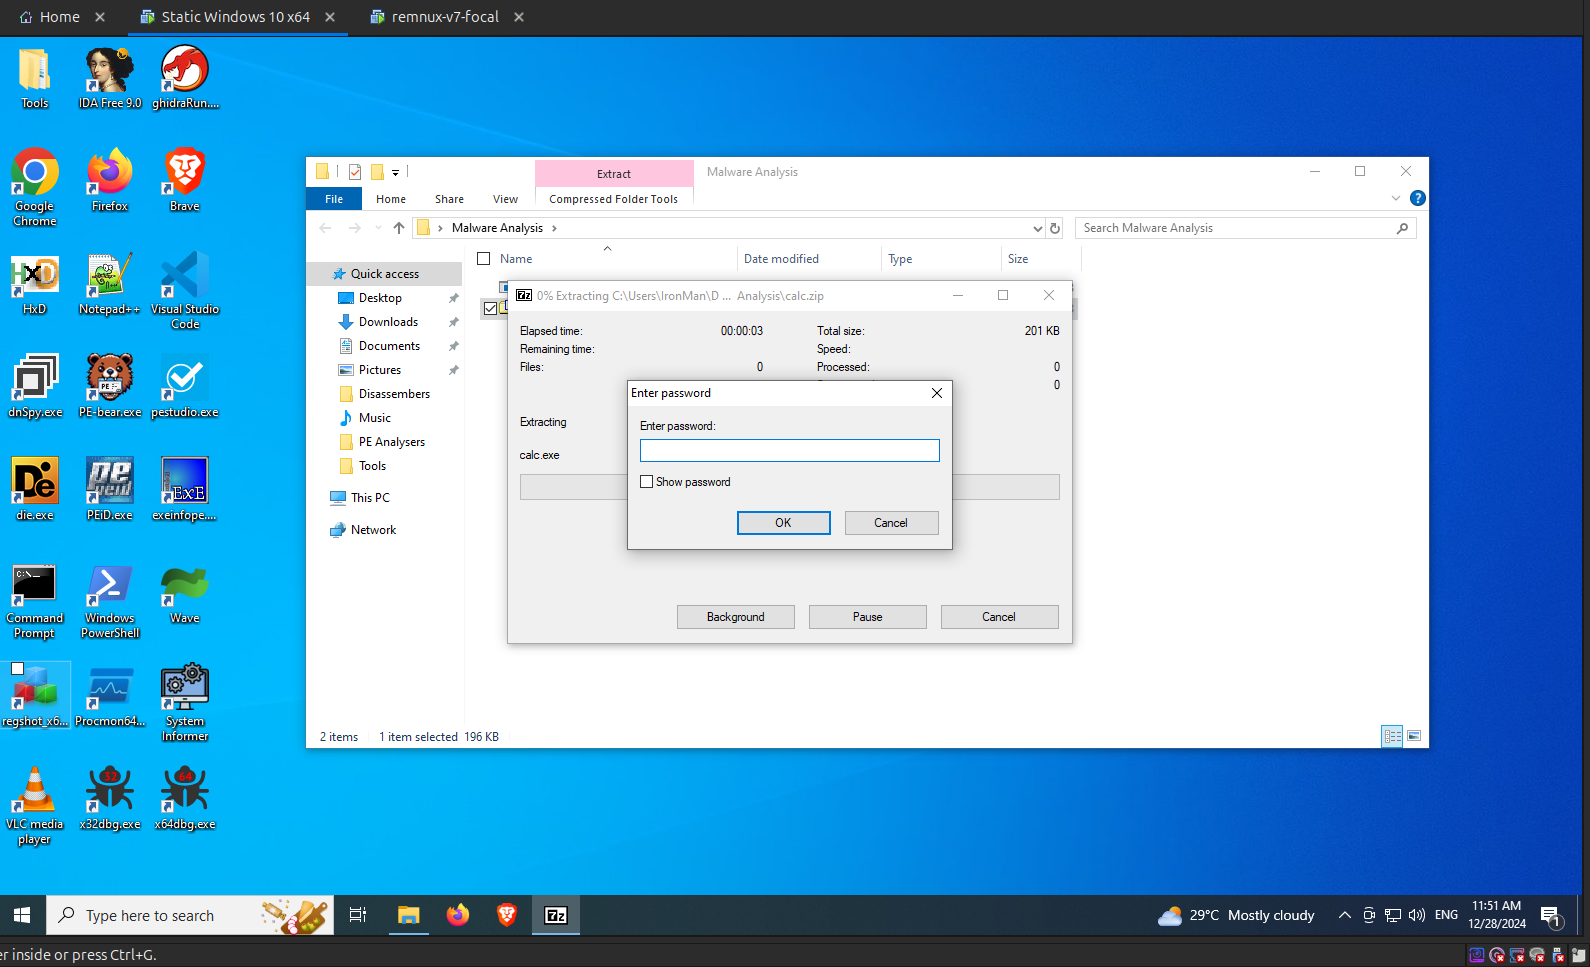 Home
Static Windows 10 x64
remnux-v7-focal
Tools
IDA Free 9.0
ghidraRun....
Google Chrome
Firefox
Brave
HxD
Notepad++
Visual Studio Code
dnSpy.exe
PE-bear.exe
pestudio.exe
die.exe
PEiD.exe
exeinfope....
Command Prompt
Windows PowerShell
Wave
regshot_x6...
Procmon64...
System Informer
VLC media player
x32dbg.exe
x64dbg.exe
Extract
Malware Analysis
File
Home
Share
View
Compressed Folder Tools
Malware Analysis
Search Malware Analysis
Quick access
Desktop
Downloads
Documents
Pictures
Disassembers
Music
PE Analysers
Tools
This PC
Network
Name
Date modified
Type
Size
0% Extracting C:\Users\IronMan\D ... Analysis\calc.zip
Elapsed time: 00:00:03
Total size: 201 KB
Remaining time:
Speed:
Files: 0
Processed: 0
0
Extracting
calc.exe
Enter password
Enter password:
Show password
OK
Cancel
Background
Pause
Cancel
2 items
1 item selected 196 KB
Type here to search
29°C Mostly cloudy
ENG
11:51 AM
12/28/2024
1
er inside or press Ctrl+G.